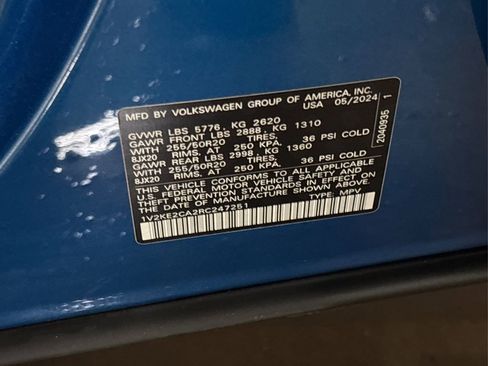 MFD BY VOLKSWAGEN GROUP OF AMERICA, INC.
USA 05/2024
GVWR LBS 5776, KG 2620
GAWR FRONT LBS 2888, KG 1310
WITH 255/50R20 TIRES,
8JX20 RIMS, AT 250 KPA, 36 PSI COLD
GAWR REAR LBS 2998, KG 1360
WITH 255/50R20 TIRES,
8JX20 RIMS, AT 250 KPA, 36 PSI COLD
THIS VEHICLE CONFORMS TO ALL APPLICABLE
U.S. FEDERAL MOTOR VEHICLE SAFETY, BUMPER, AND
THEFT PREVENTION STANDARDS IN EFFECT ON THE
DATE OF MANUFACTURE SHOWN ABOVE.
1V2KE2CA2RC247251 TYPE: MPV
2040935 1